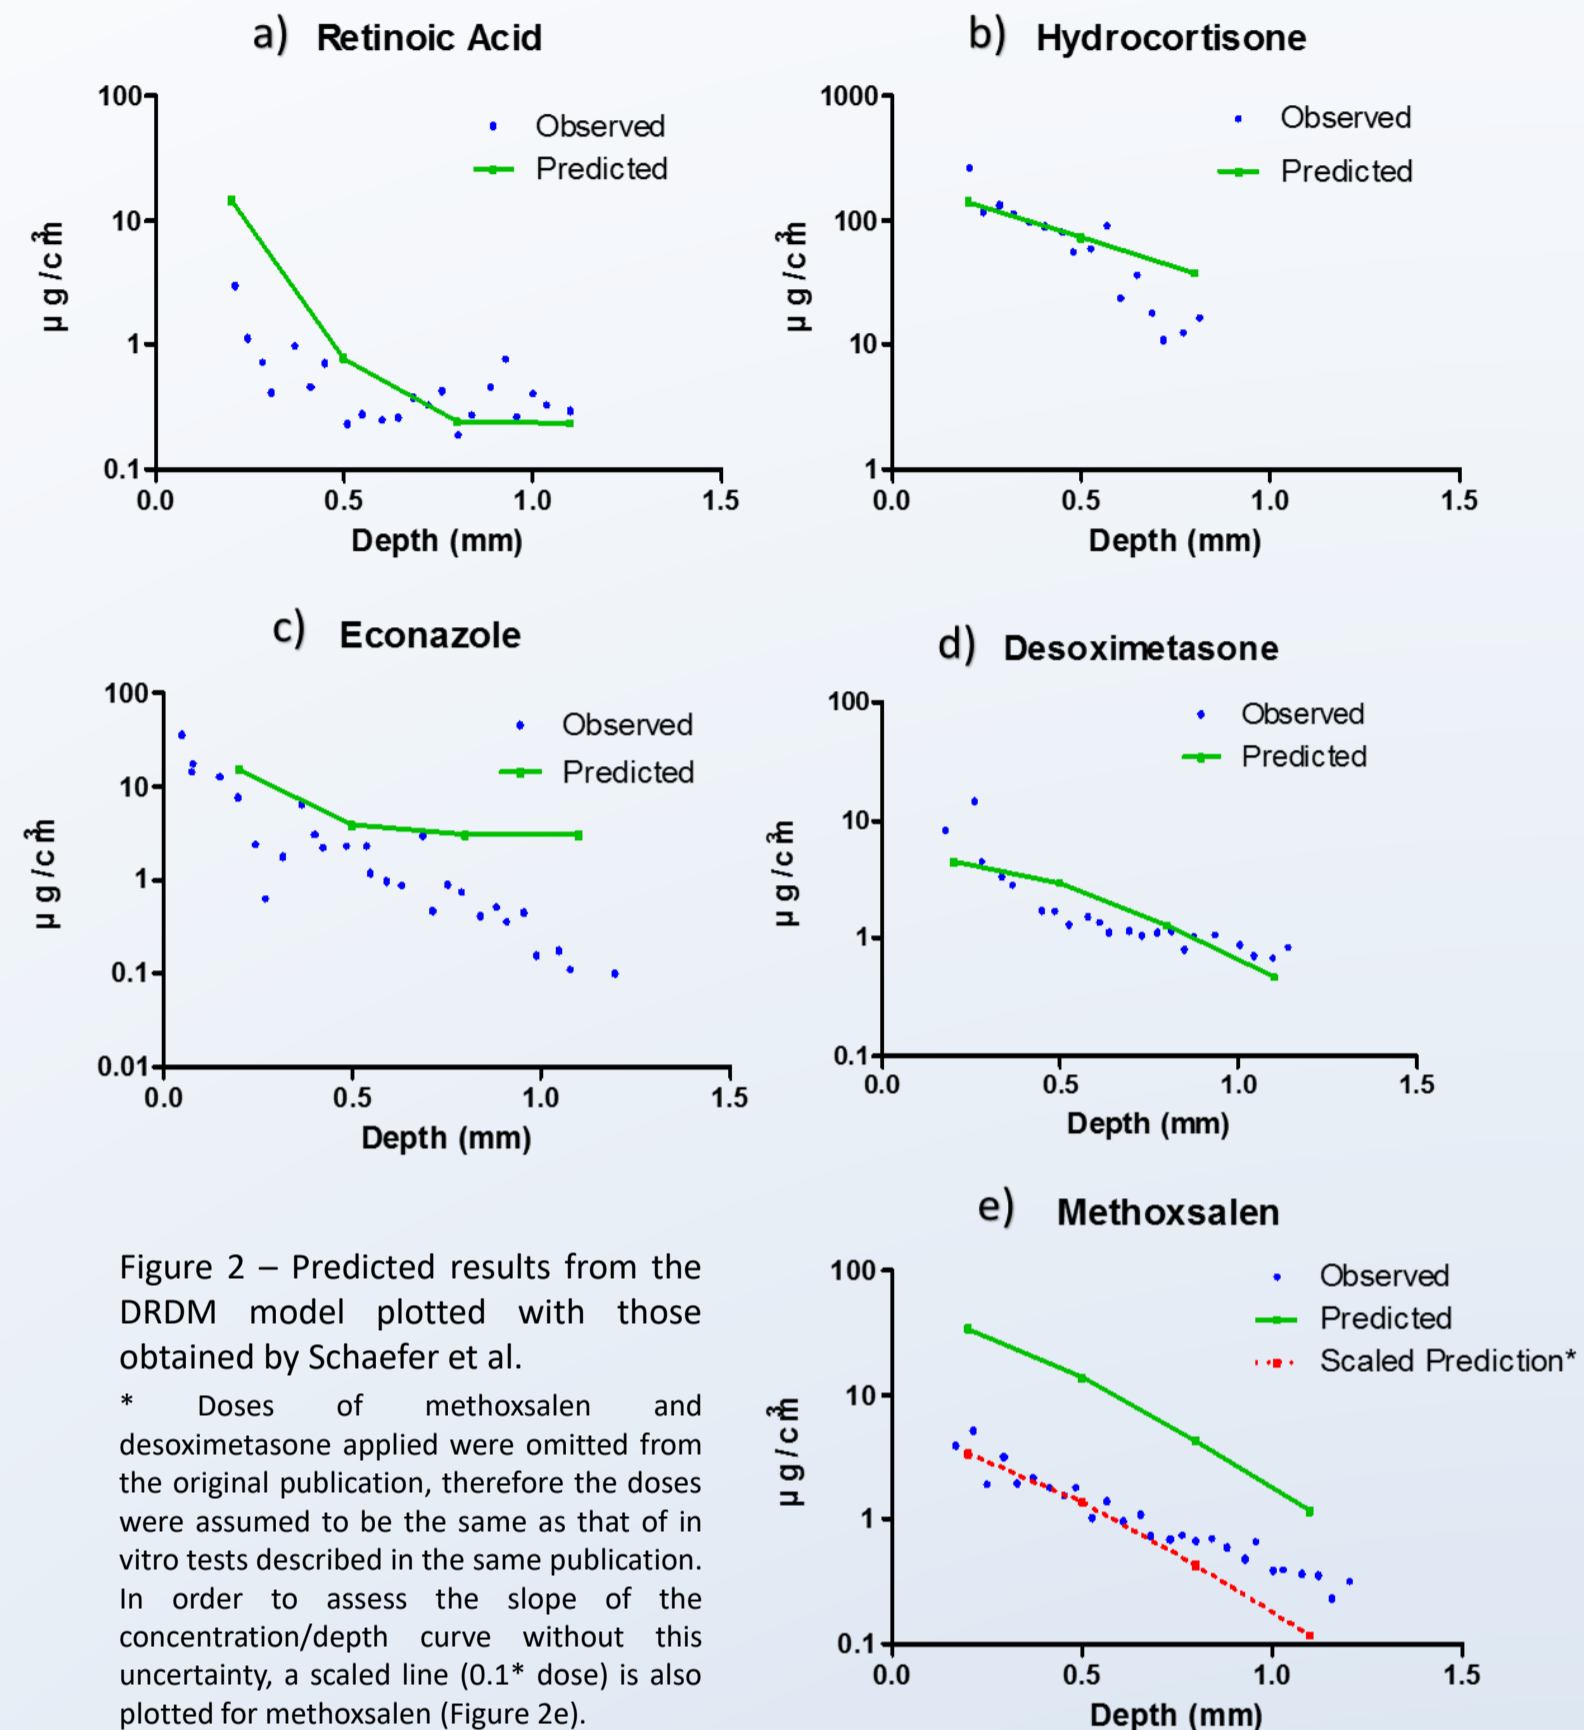 a) Retinoic Acid
100
10
1
0.1
0.0 0.5 1.0 1.5
µg/cm³
Depth (mm)
Observed
Predicted
b) Hydrocortisone
1000
100
10
1
0.0 0.5 1.0 1.5
µg/cm³
Depth (mm)
Observed
Predicted
c) Econazole
100
10
1
0.1
0.01
0.0 0.5 1.0 1.5
µg/cm³
Depth (mm)
Observed
Predicted
d) Desoximetasone
100
10
1
0.1
0.0 0.5 1.0 1.5
µg/cm³
Depth (mm)
Observed
Predicted
Figure 2 – Predicted results from the
DRDM model plotted with those
obtained by Schaefer et al.
* Doses of methoxsalen and
desoximetasone applied were omitted from
the original publication, therefore the doses
were assumed to be the same as that of in
vitro tests described in the same publication.
In order to assess the slope of the
concentration/depth curve without this
uncertainty, a scaled line (0.1* dose) is also
plotted for methoxsalen (Figure 2e).
e) Methoxsalen
100
10
1
0.1
0.0 0.5 1.0 1.5
µg/cm³
Depth (mm)
Observed
Predicted
Scaled Prediction*